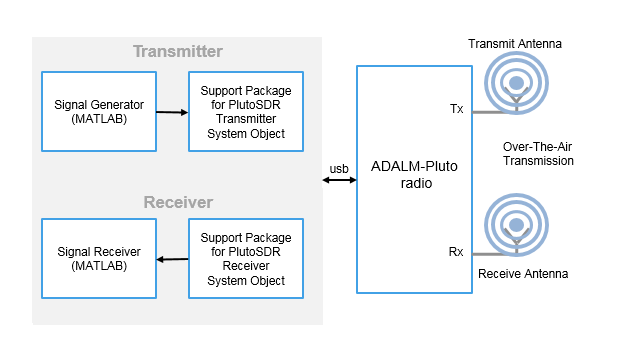 Transmitter
Signal Generator
(MATLAB)
Support Package
for PlutoSDR
Transmitter
System Object
Receiver
Signal Receiver
(MATLAB)
Support Package
for PlutoSDR
Receiver
System Object
usb
ADALM-Pluto
radio
Tx
Rx
Transmit Antenna
Over-The-Air
Transmission
Receive Antenna